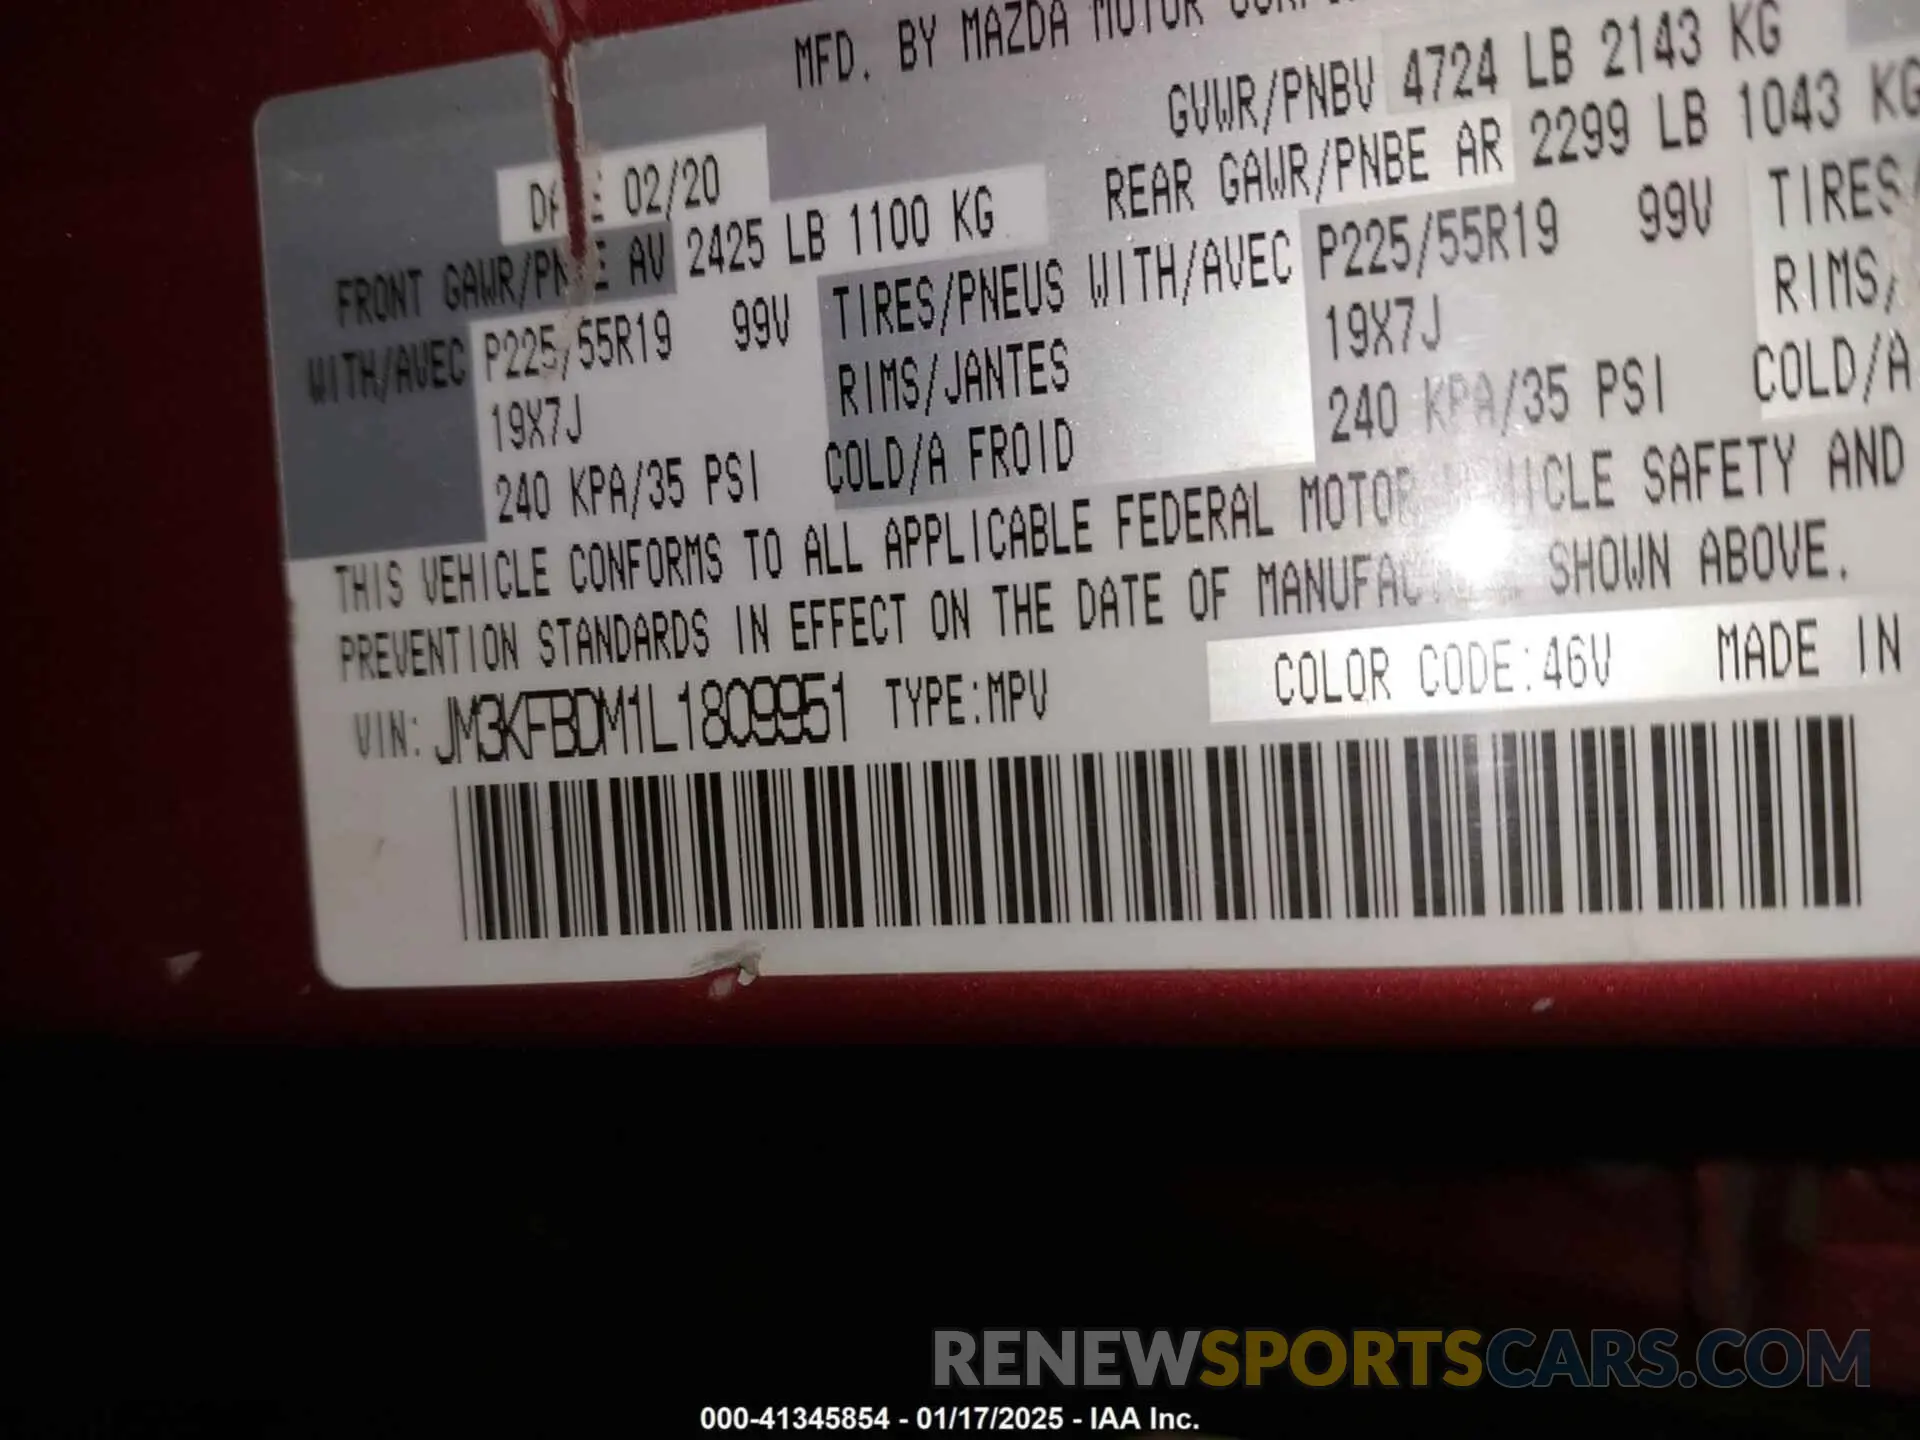 MFD. BY MAZDA MOTOR
GVWR/PNBV 4724 LB 2143 KG
DATE 02/20
FRONT GAWR/PNBE AV 2425 LB 1100 KG REAR GAWR/PNBE AR 2299 LB 1043 KG
WITH/AVEC P225/55R19 99V TIRES/PNEUS WITH/AVEC P225/55R19 99V TIRES/
19X7J RIMS/JANTES 19X7J RIMS/
240 KPA/35 PSI COLD/A FROID 240 KPA/35 PSI COLD/A
THIS VEHICLE CONFORMS TO ALL APPLICABLE FEDERAL MOTOR VEHICLE SAFETY AND
PREVENTION STANDARDS IN EFFECT ON THE DATE OF MANUFACTURE SHOWN ABOVE.
VIN: JM3KFBDM1L1809951 TYPE:MPV COLOR CODE:46V MADE IN
RENEWSPORTSCARS.COM
000-41345854 - 01/17/2025 - IAA Inc.